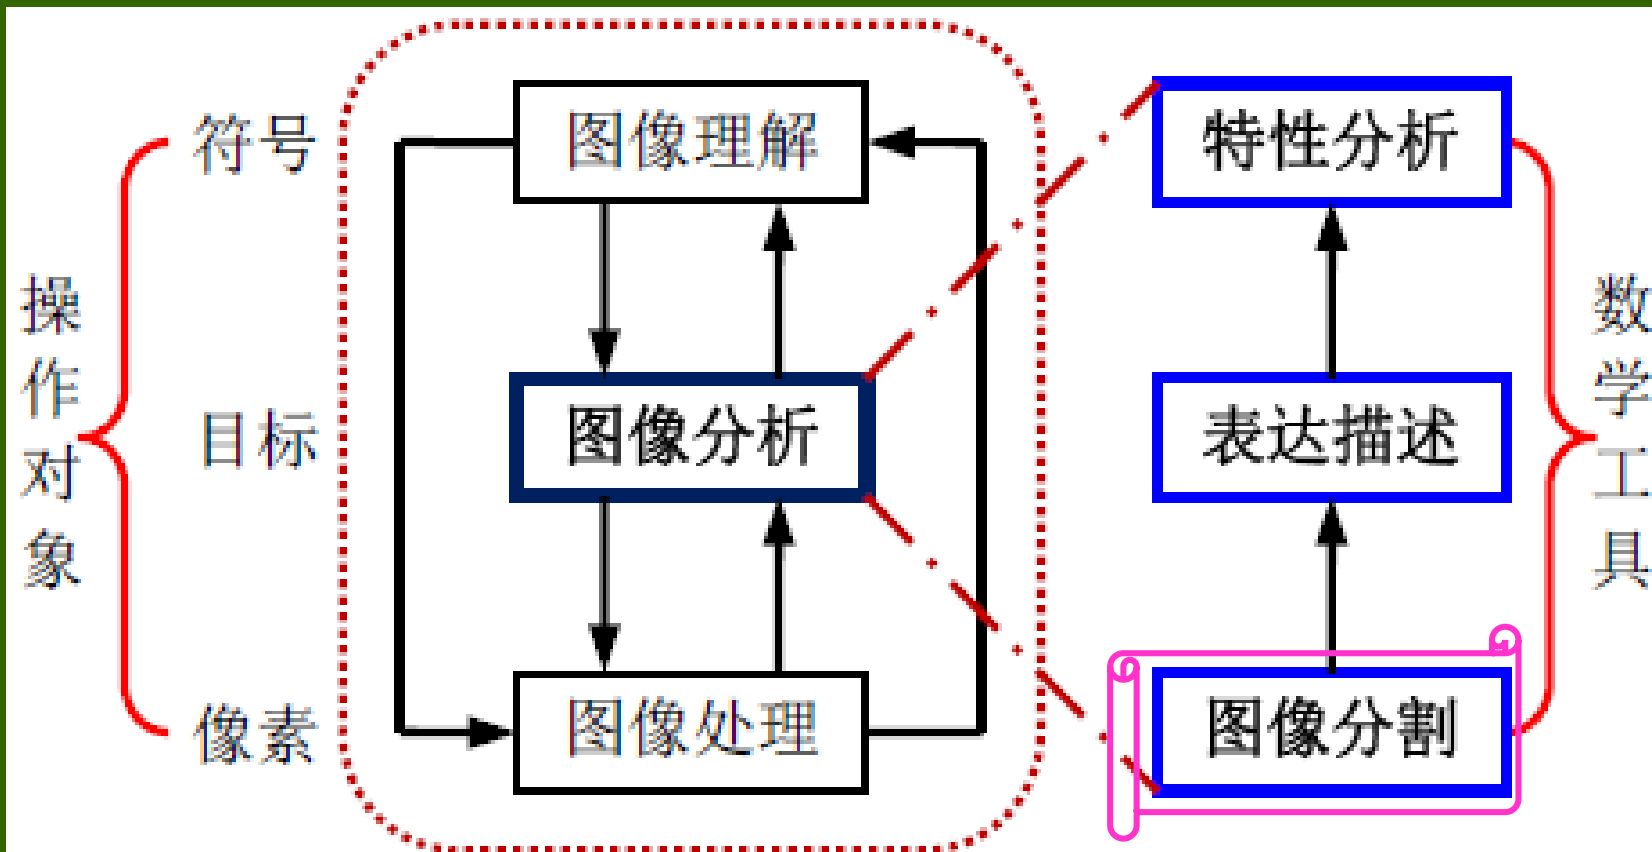 符号
图像理解
特性分析
操作对象
目标
图像分析
表达描述
数学工具
像素
图像处理
图像分割